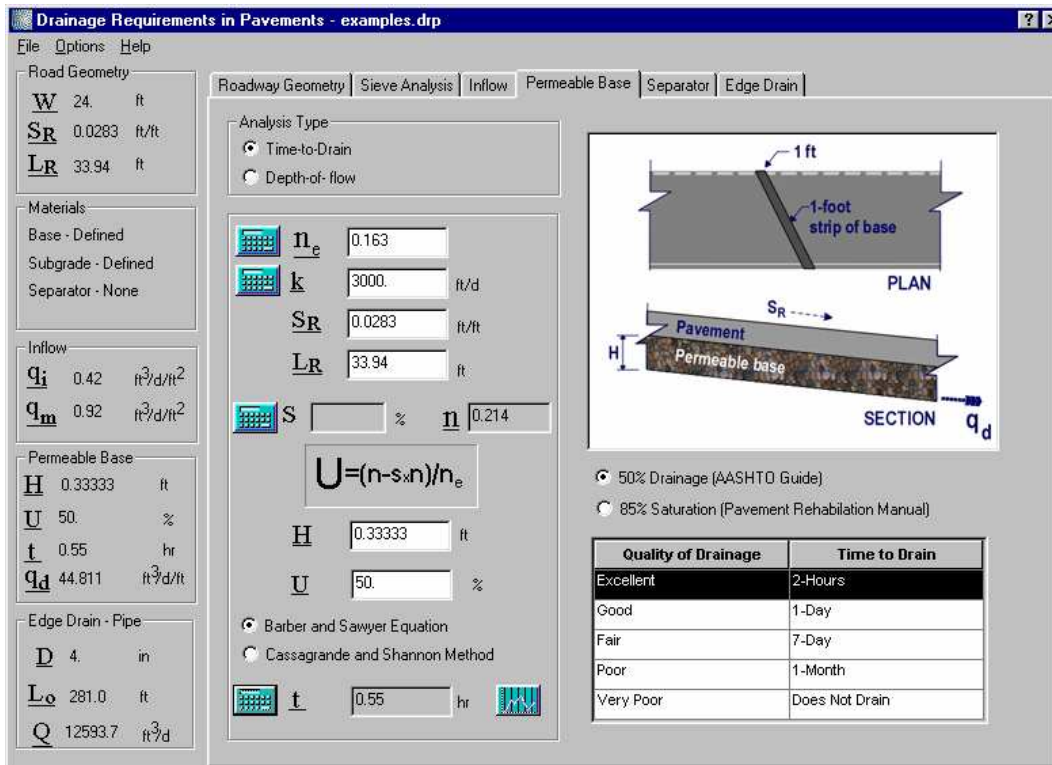 Drainage Requirements in Pavements - examples.drp
File Options Help
Road Geometry
W 24. ft
SR 0.0283 ft/ft
LR 33.94 ft
Materials
Base - Defined
Subgrade - Defined
Separator - None
Inflow
qi 0.42 ft3/d/ft2
qm 0.92 ft3/d/ft2
Permeable Base
H 0.33333 ft
U 50. %
t 0.55 hr
qd 44.811 ft3/d/ft
Edge Drain - Pipe
D 4. in
Lo 281.0 ft
Q 12593.7 ft3/d
Roadway Geometry Sieve Analysis Inflow Permeable Base Separator Edge Drain
Analysis Type
Time-to-Drain
Depth-of- flow
ne 0.163
k 3000. ft/d
SR 0.0283 ft/ft
LR 33.94 ft
S % n 0.214
U=(n-sxn)/ne
H 0.33333 ft
U 50. %
Barber and Sawyer Equation
Cassagrande and Shannon Method
t 0.55 hr
1 ft
1-foot
strip of base
PLAN
SR
Pavement
H
Permeable base
SECTION
qd
50% Drainage (AASHTO Guide)
85% Saturation (Pavement Rehabilation Manual)
Quality of Drainage Time to Drain
Excellent 2-Hours
Good 1-Day
Fair 7-Day
Poor 1-Month
Very Poor Does Not Drain